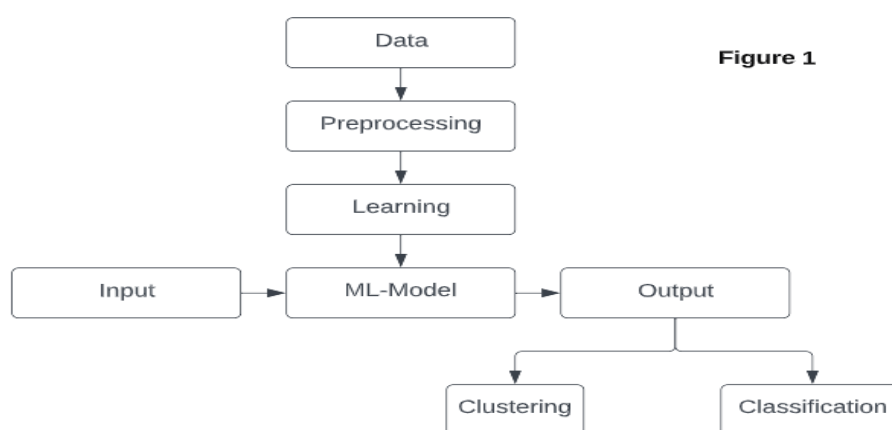 Data
Figure 1
Preprocessing
Learning
Input
ML-Model
Output
Clustering
Classification